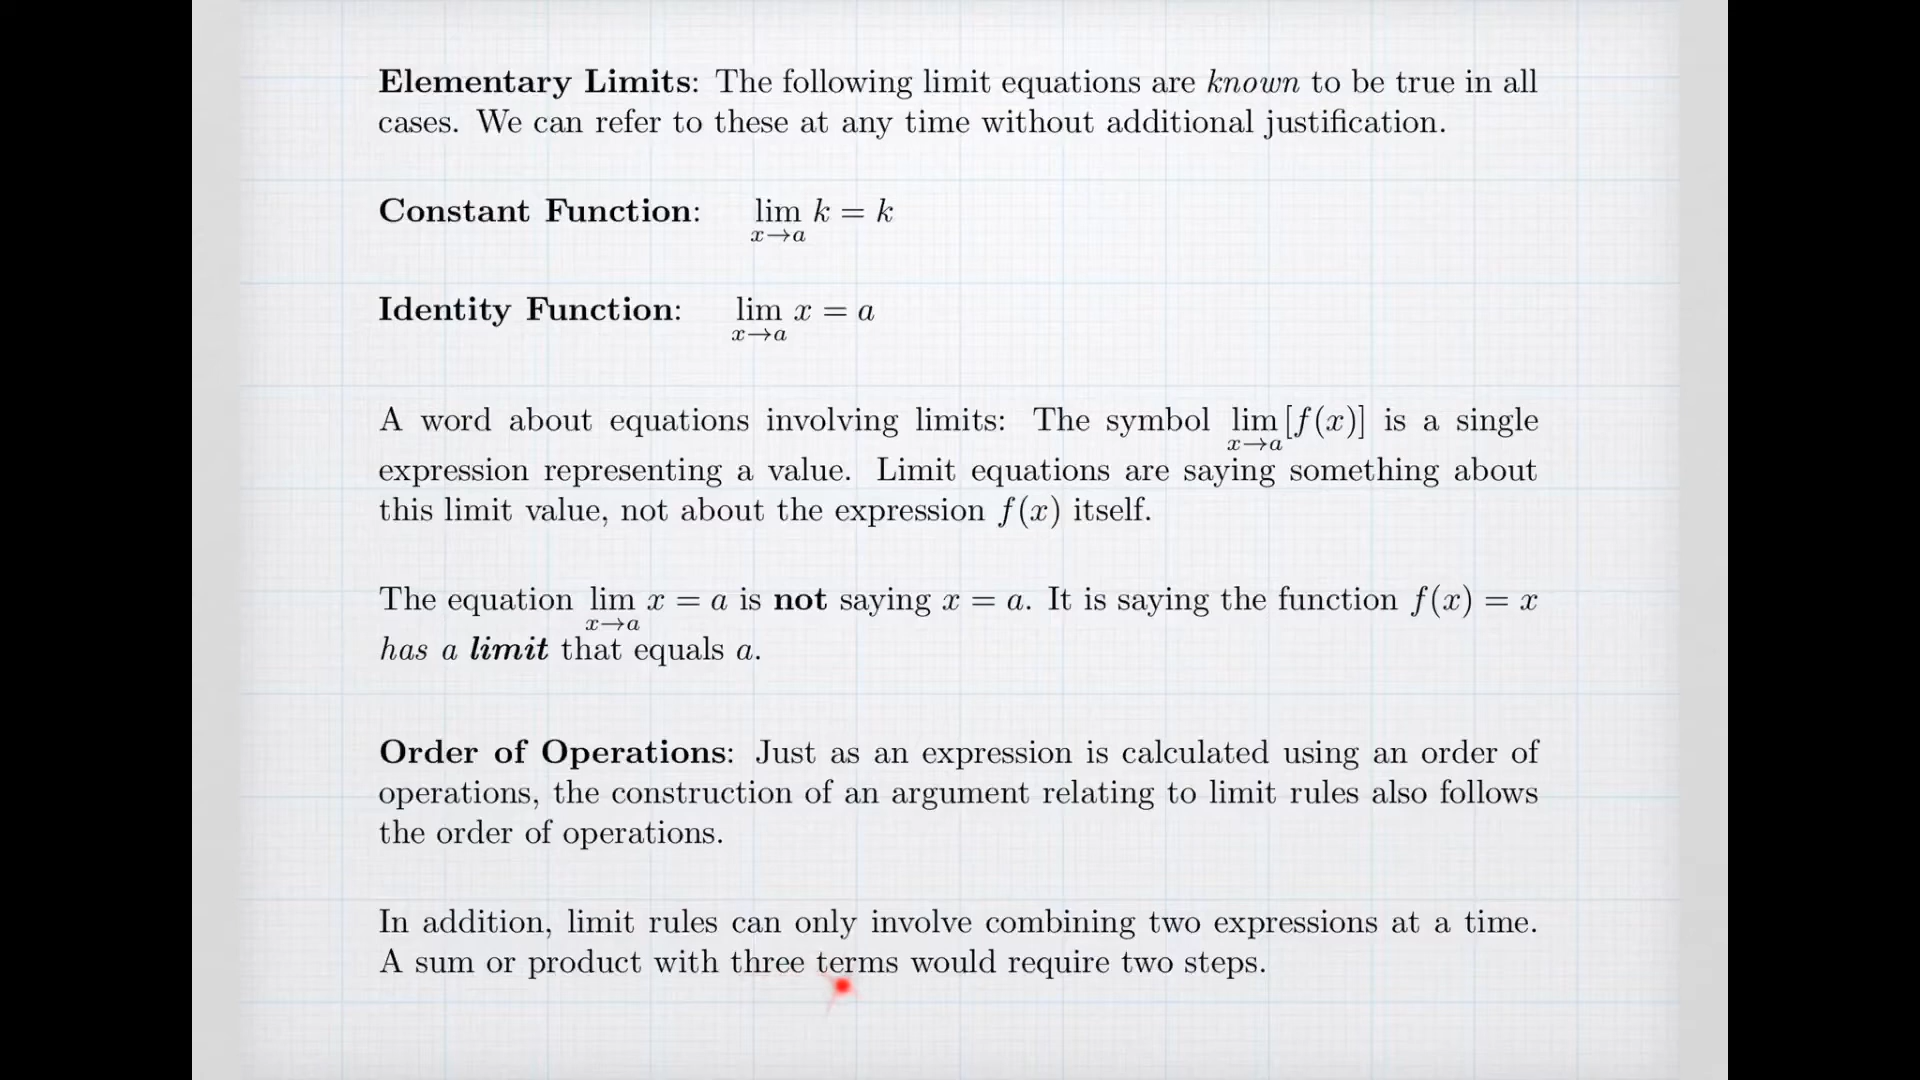 Elementary Limits: The following limit equations are known to be true in all
cases. We can refer to these at any time without additional justification.
Constant Function: lim k = k
x→a
Identity Function: lim x = a
x→a
A word about equations involving limits: The symbol lim [f(x)] is a single
x→a
expression representing a value. Limit equations are saying something about
this limit value, not about the expression f(x) itself.
The equation lim x = a is not saying x = a. It is saying the function f(x) = x
x→a
has a limit that equals a.
Order of Operations: Just as an expression is calculated using an order of
operations, the construction of an argument relating to limit rules also follows
the order of operations.
In addition, limit rules can only involve combining two expressions at a time.
A sum or product with three terms would require two steps.